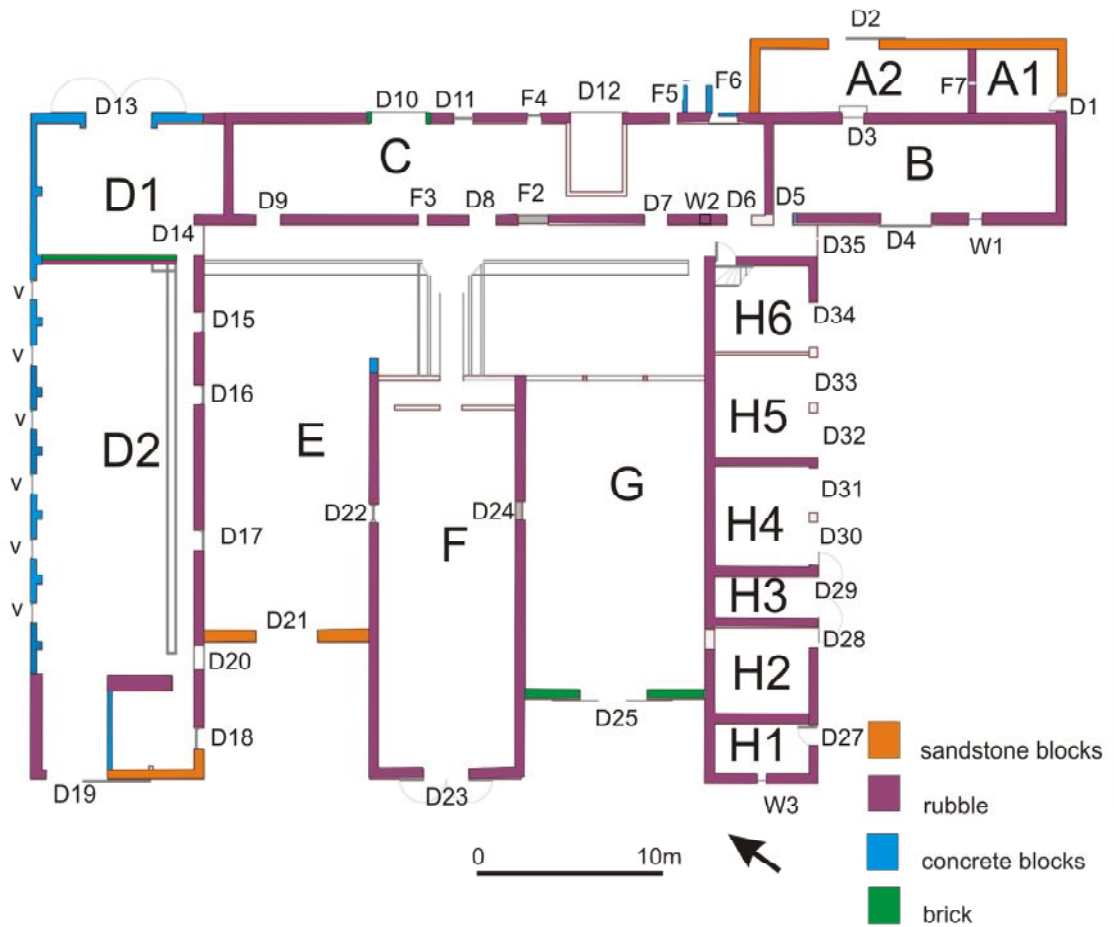 D2
A2
F7
A1
D1
D13
D10
D11
F4
D12
F5
F6
D3
C
B
D1
D9
F3
D8
F2
D7
W2
D6
D5
D4
W1
D14
D35
v
D15
H6
D34
v
D16
D33
v
E
H5
D32
D2
v
D22
D24
G
H4
D31
v
D17
F
D30
v
H3
D29
D21
D28
D20
H2
D18
D25
H1
D27
D19
D23
W3
0 10m
sandstone blocks
rubble
concrete blocks
brick